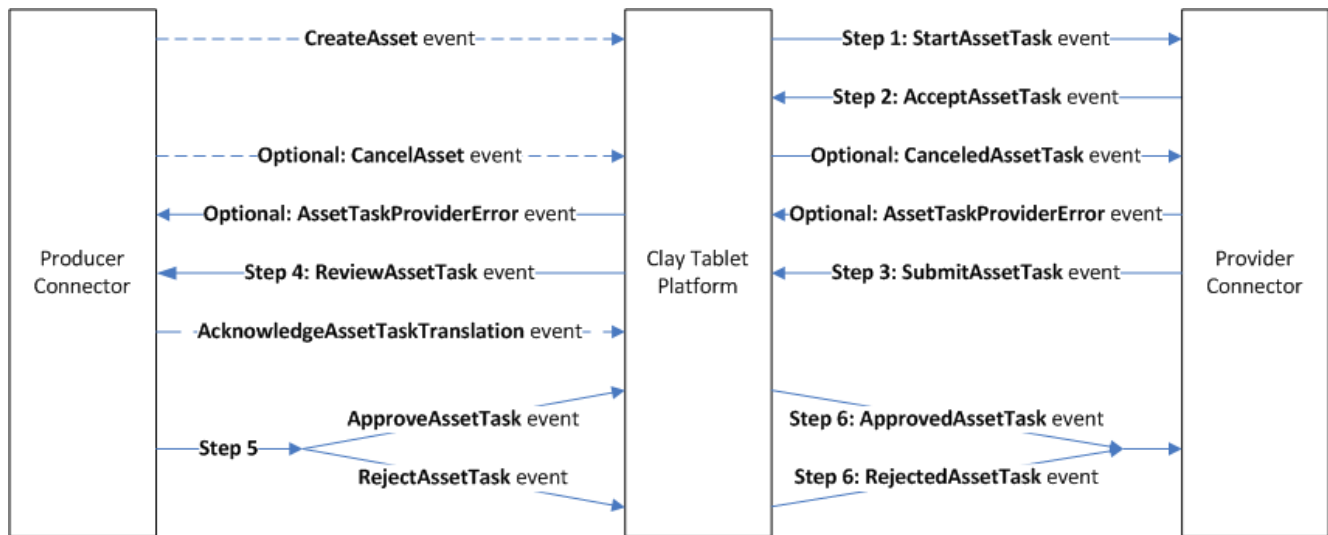 CreateAsset event
Step 1: StartAssetTask event
Step 2: AcceptAssetTask event
Optional: CancelAsset event
Optional: CanceledAssetTask event
Optional: AssetTaskProviderError event
Optional: AssetTaskProviderError event
Producer
Connector
Clay Tablet
Platform
Provider
Connector
Step 4: ReviewAssetTask event
Step 3: SubmitAssetTask event
AcknowledgeAssetTaskTranslation event
ApproveAssetTask event
Step 6: ApprovedAssetTask event
Step 5
RejectAssetTask event
Step 6: RejectedAssetTask event